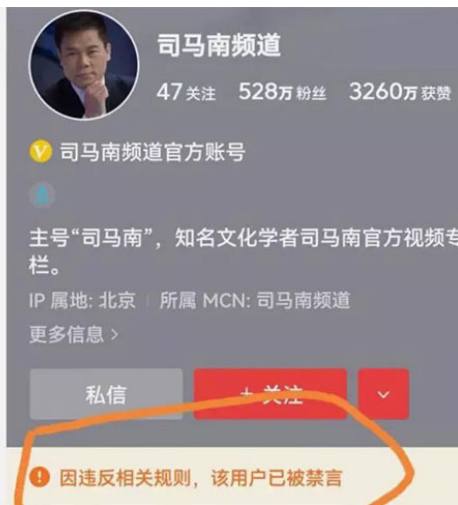 司马南频道
47 关注 528万 粉丝 3260万 获赞
司马南频道官方账号
主号“司马南”，知名文化学者司马南官方视频专
栏。
IP 属地: 北京 所属 MCN: 司马南频道
更多信息 >
私信 + 关注
因违反相关规则，该用户已被禁言